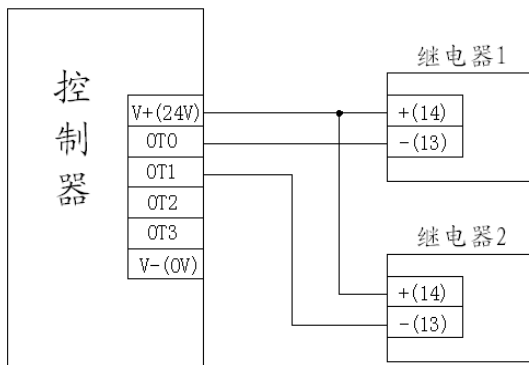 控制器
V+(24V)
OT0
OT1
OT2
OT3
V-(0V)
继电器1
+(14)
-(13)
继电器2
+(14)
-(13)